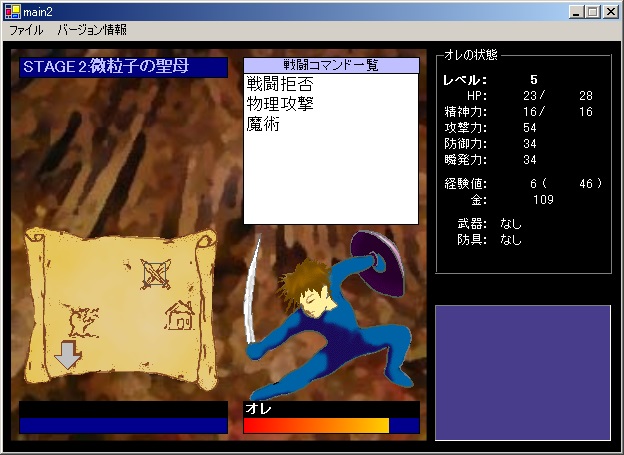 main2
ファイル バージョン情報
STAGE 2:微粒子の聖母
戦闘コマンド一覧
戦闘拒否
物理攻撃
魔術
オレ
オレの状態
レベル: 5
HP: 23/ 28
精神力: 16/ 16
攻撃力: 54
防御力: 34
瞬発力: 34
経験値: 6 ( 46 )
金: 109
武器: なし
防具: なし